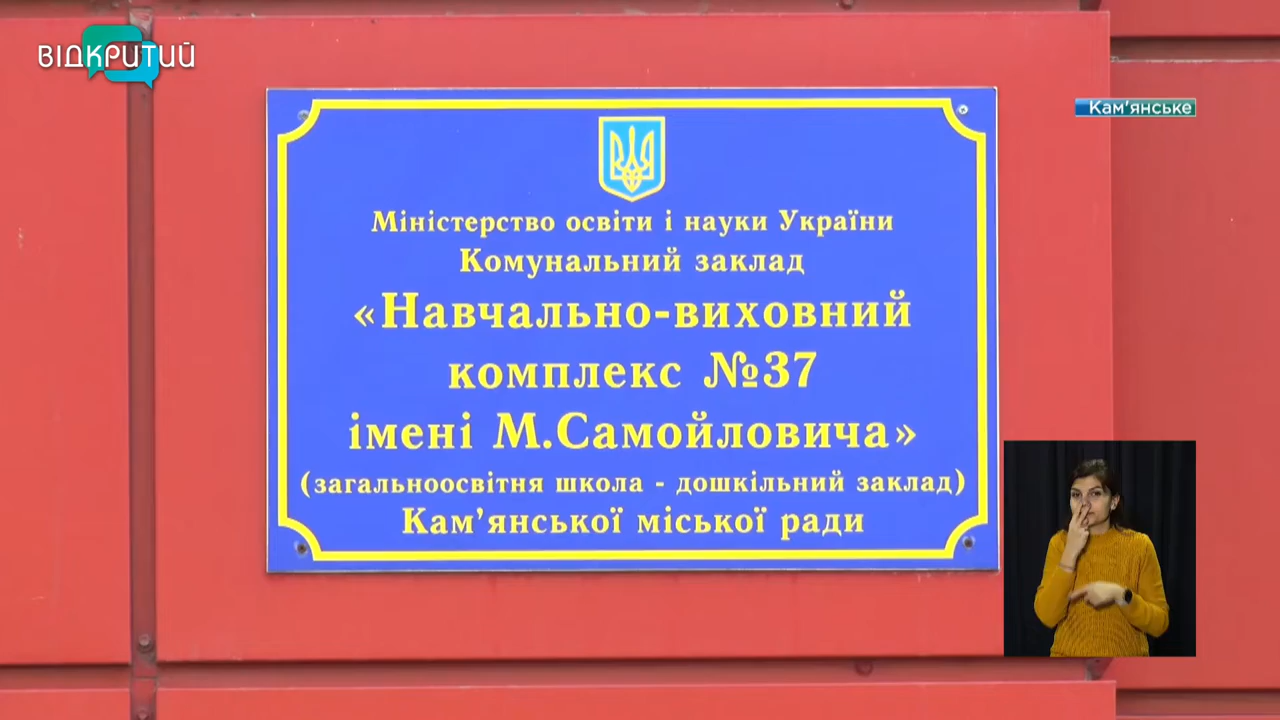 ВІДКРИТИЙ
Кам'янське
Міністерство освіти і науки України
Комунальний заклад
«Навчально-виховний
комплекс №37
імені М.Самойловича»
(загальноосвітня школа - дошкільний заклад)
Кам’янської міської ради